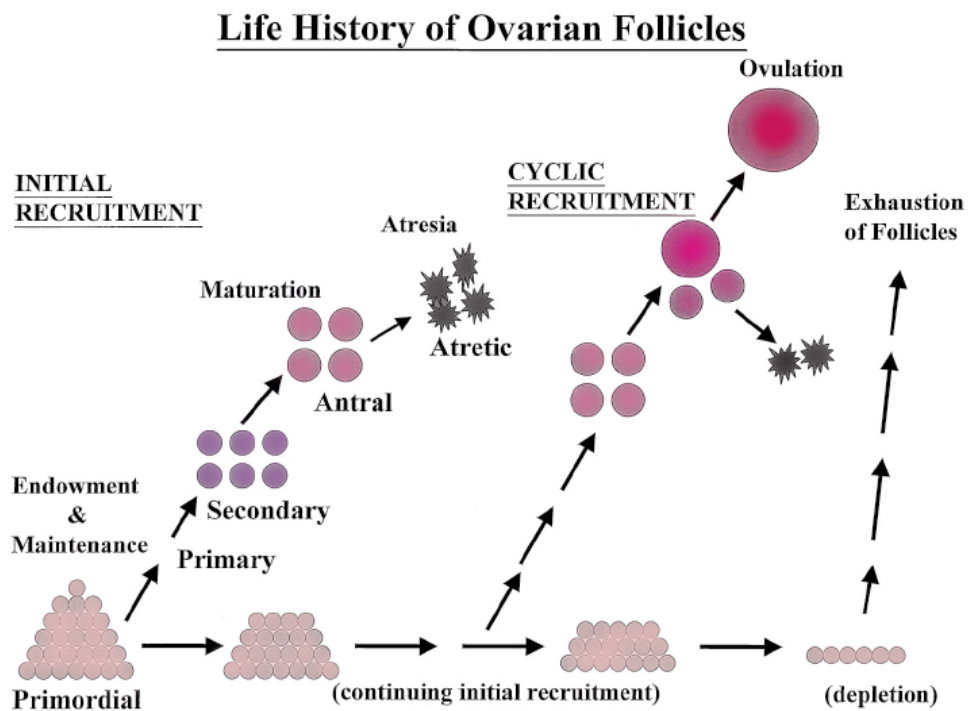 Life History of Ovarian Follicles
Ovulation
INITIAL
RECRUITMENT
CYCLIC
RECRUITMENT
Exhaustion
of Follicles
Atresia
Maturation
Atretic
Antral
Endowment
&
Maintenance
Secondary
Primary
Primordial
(continuing initial recruitment)
(depletion)